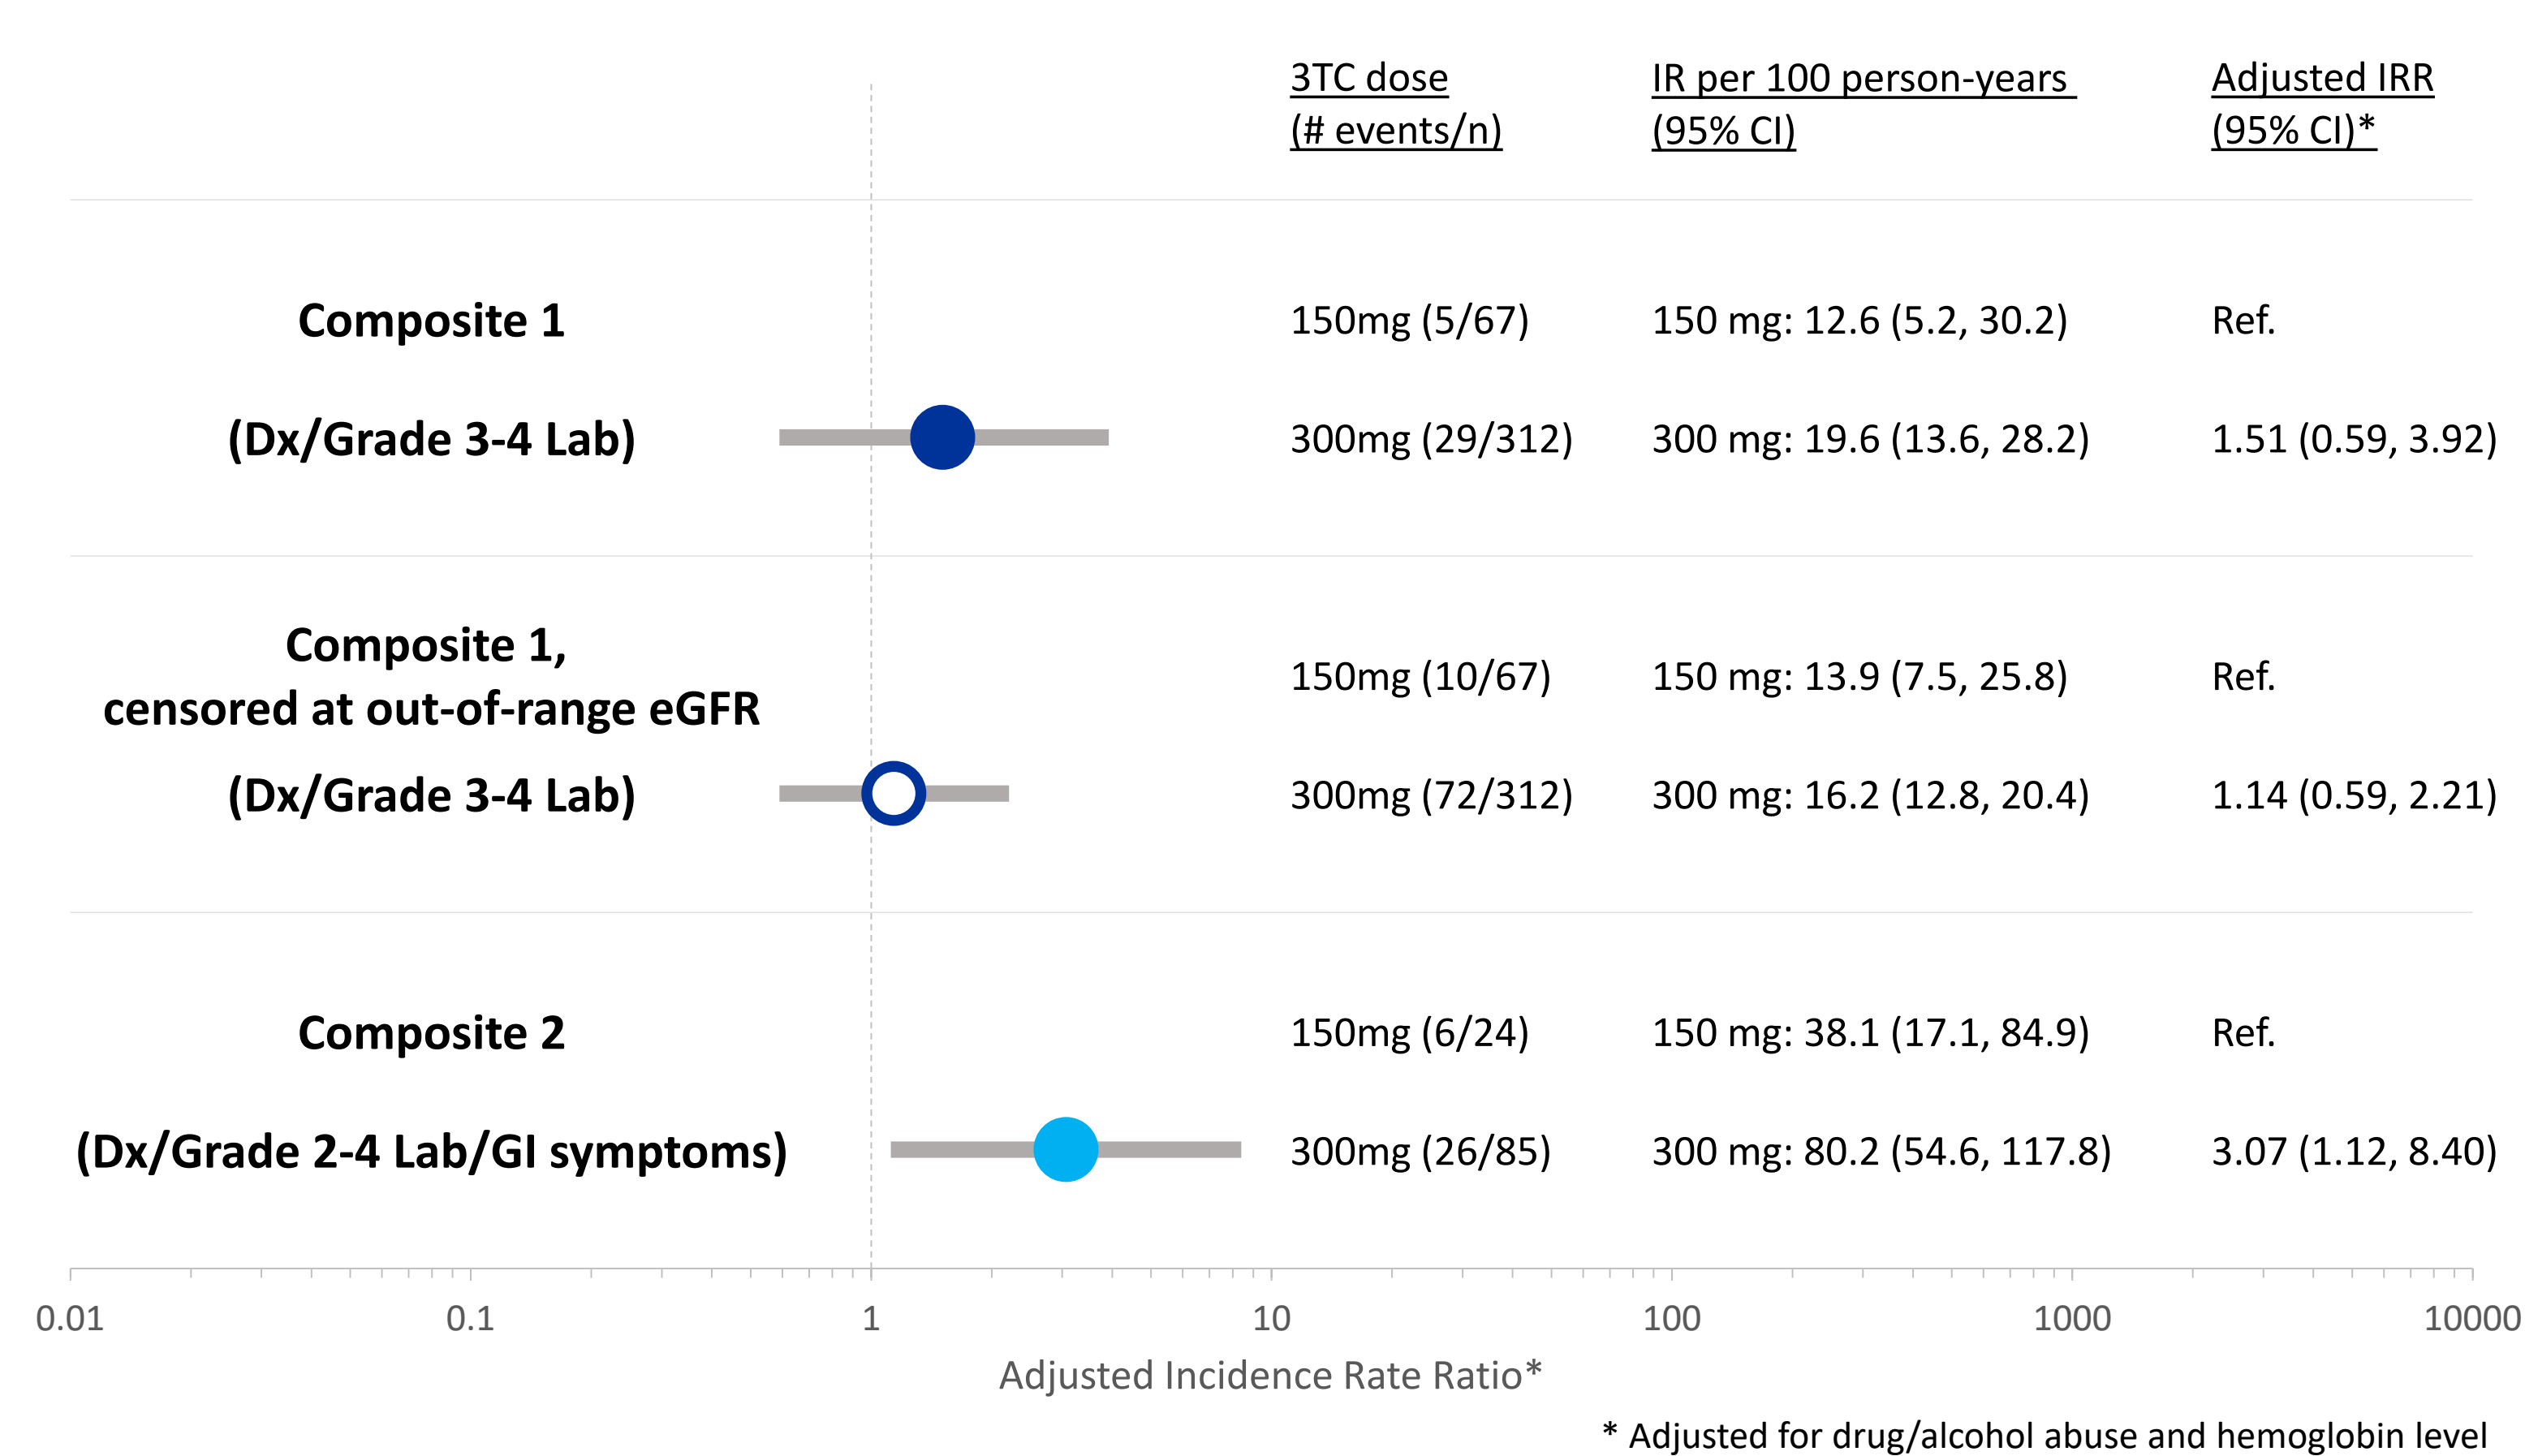 3TC dose
(# events/n)
IR per 100 person-years
(95% CI)
Adjusted IRR
(95% CI)*
Composite 1
150mg (5/67)
150 mg: 12.6 (5.2, 30.2)
Ref.
(Dx/Grade 3-4 Lab)
300mg (29/312)
300 mg: 19.6 (13.6, 28.2)
1.51 (0.59, 3.92)
Composite 1,
censored at out-of-range eGFR
150mg (10/67)
150 mg: 13.9 (7.5, 25.8)
Ref.
(Dx/Grade 3-4 Lab)
300mg (72/312)
300 mg: 16.2 (12.8, 20.4)
1.14 (0.59, 2.21)
Composite 2
150mg (6/24)
150 mg: 38.1 (17.1, 84.9)
Ref.
(Dx/Grade 2-4 Lab/GI symptoms)
300mg (26/85)
300 mg: 80.2 (54.6, 117.8)
3.07 (1.12, 8.40)
0.01 0.1 1 10 100 1000 10000
Adjusted Incidence Rate Ratio*
* Adjusted for drug/alcohol abuse and hemoglobin level